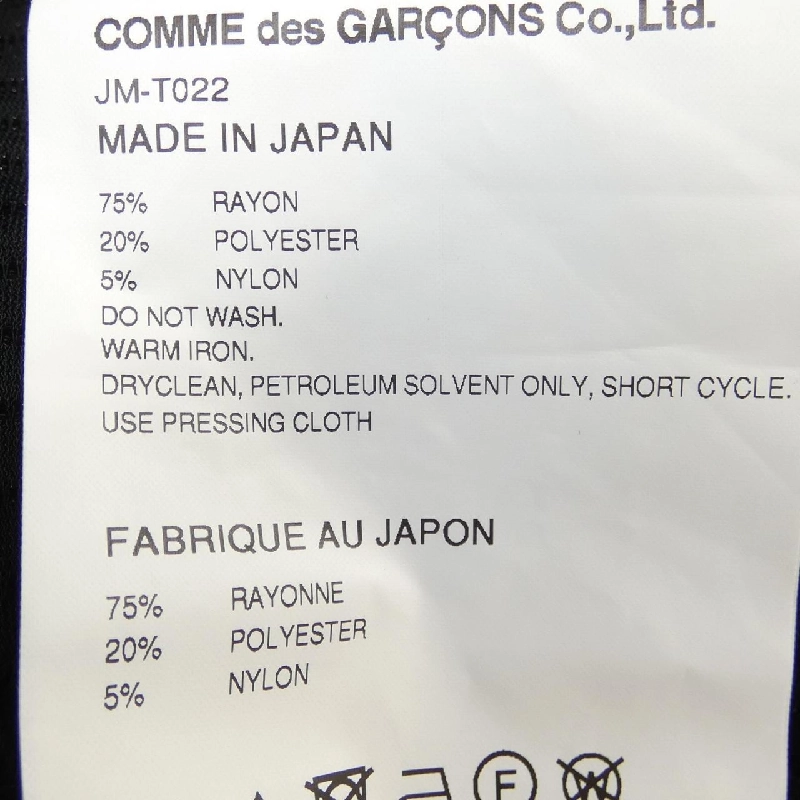 COMME des GARÇONS Co.,Ltd.
JM-T022
MADE IN JAPAN
75% RAYON
20% POLYESTER
5% NYLON
DO NOT WASH.
WARM IRON.
DRYCLEAN, PETROLEUM SOLVENT ONLY, SHORT CYCLE.
USE PRESSING CLOTH
FABRIQUE AU JAPON
75% RAYONNE
20% POLYESTER
5% NYLON
F W